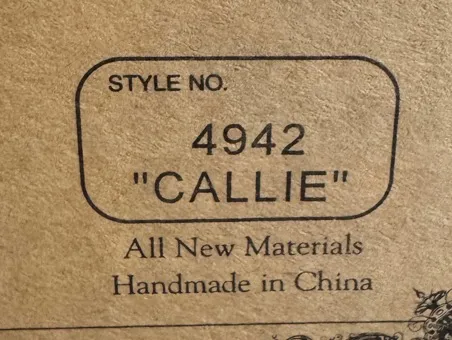 STYLE NO.
4942
"CALLIE"
All New Materials
Handmade in China